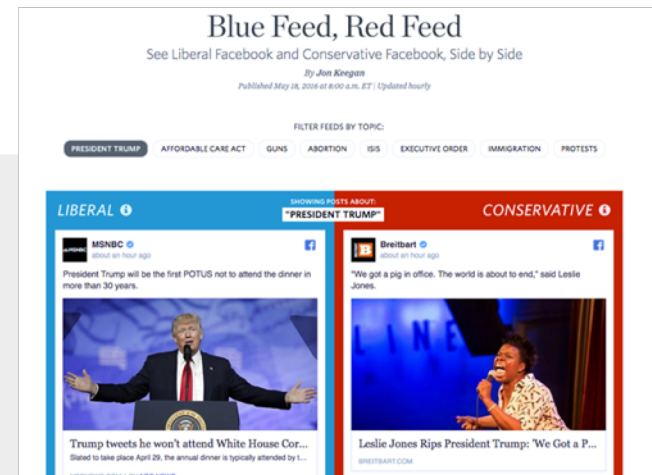 Blue Feed, Red Feed
See Liberal Facebook and Conservative Facebook, Side by Side
By Jon Keegan
Published May 18, 2016 at 8:00 a.m. ET | Updated hourly
FILTER FEEDS BY TOPIC:
PRESIDENT TRUMP AFFORDABLE CARE ACT GUNS ABORTION ISIS EXECUTIVE ORDER IMMIGRATION PROTESTS
LIBERAL
SHOWING POSTS ABOUT:
"PRESIDENT TRUMP"
CONSERVATIVE
MSNBC
about an hour ago
President Trump will be the first POTUS not to attend the dinner in
more than 30 years.
Trump tweets he won't attend White House Cor...
Slated to take place April 29, the annual dinner is typically attended by t...
Breitbart
about an hour ago
"We got a pig in office. The world is about to end," said Leslie
Jones.
LINE
Leslie Jones Rips President Trump: 'We Got a P...
BREITBART.COM